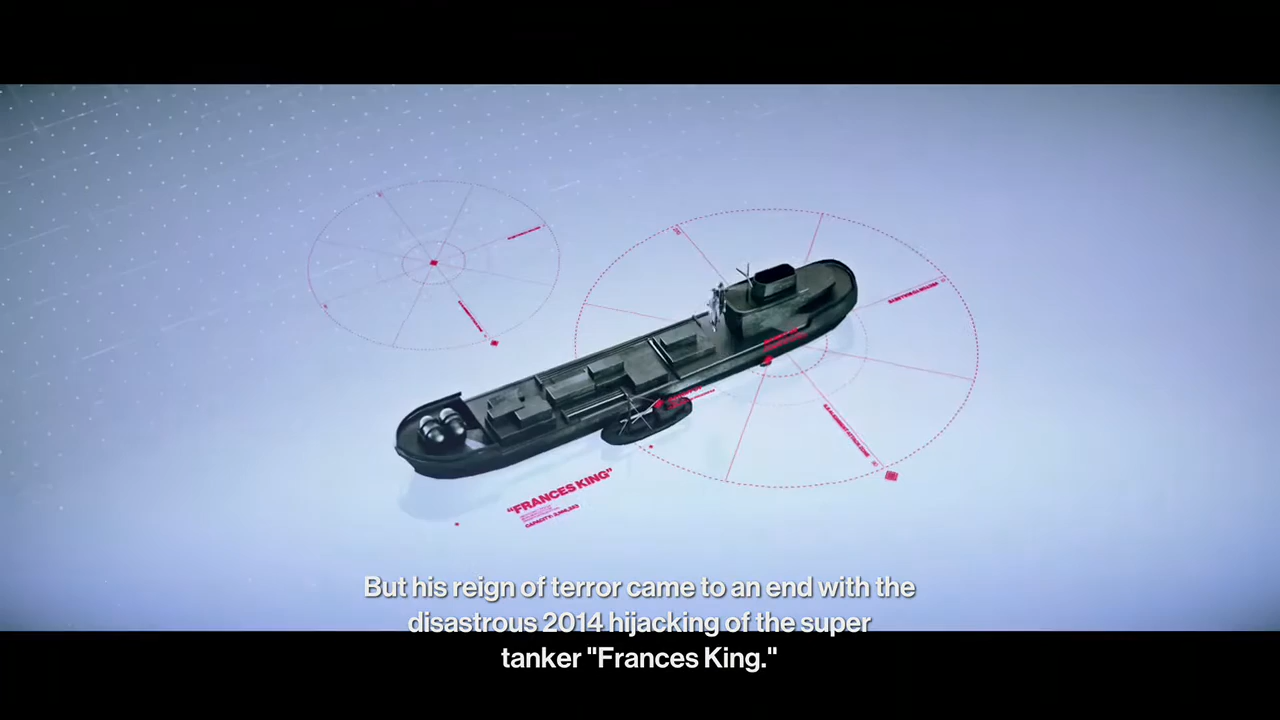 "FRANCES KING"
But his reign of terror came to an end with the
disastrous 2014 hijacking of the super
tanker "Frances King."